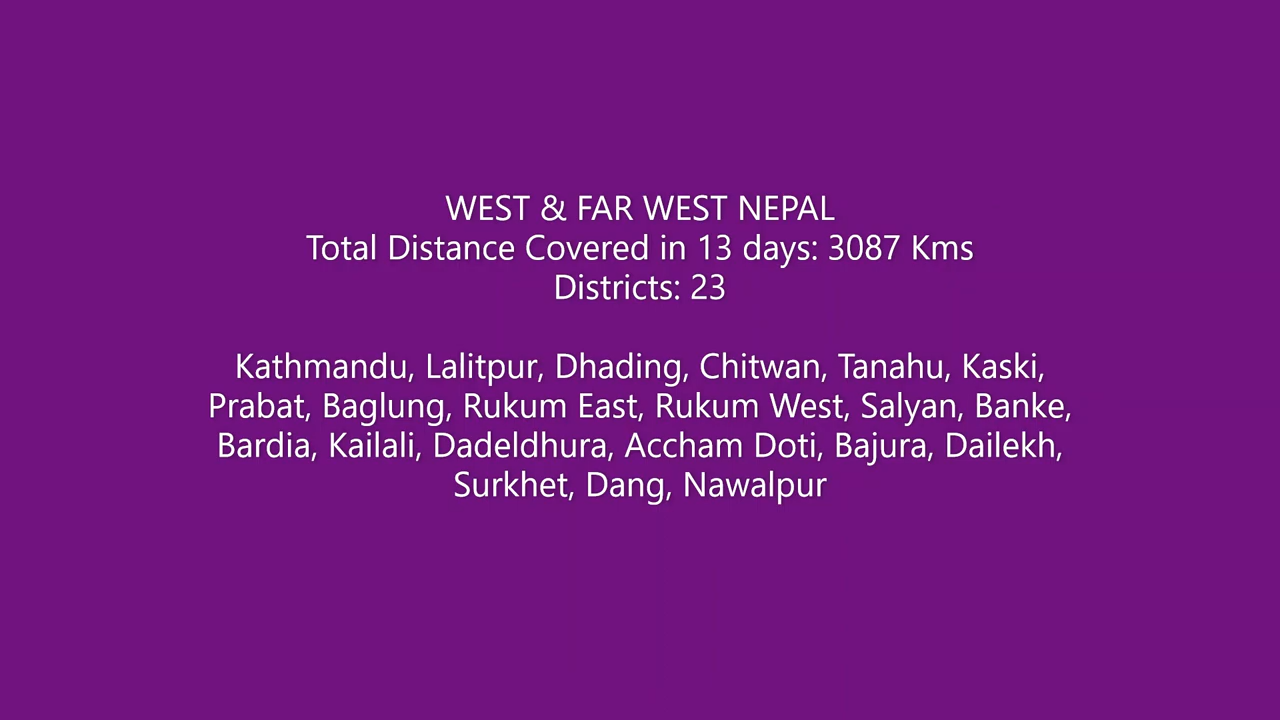 WEST & FAR WEST NEPAL
Total Distance Covered in 13 days: 3087 Kms
Districts: 23
Kathmandu, Lalitpur, Dhading, Chitwan, Tanahu, Kaski,
Prabat, Baglung, Rukum East, Rukum West, Salyan, Banke,
Bardia, Kailali, Dadeldhura, Accham Doti, Bajura, Dailekh,
Surkhet, Dang, Nawalpur